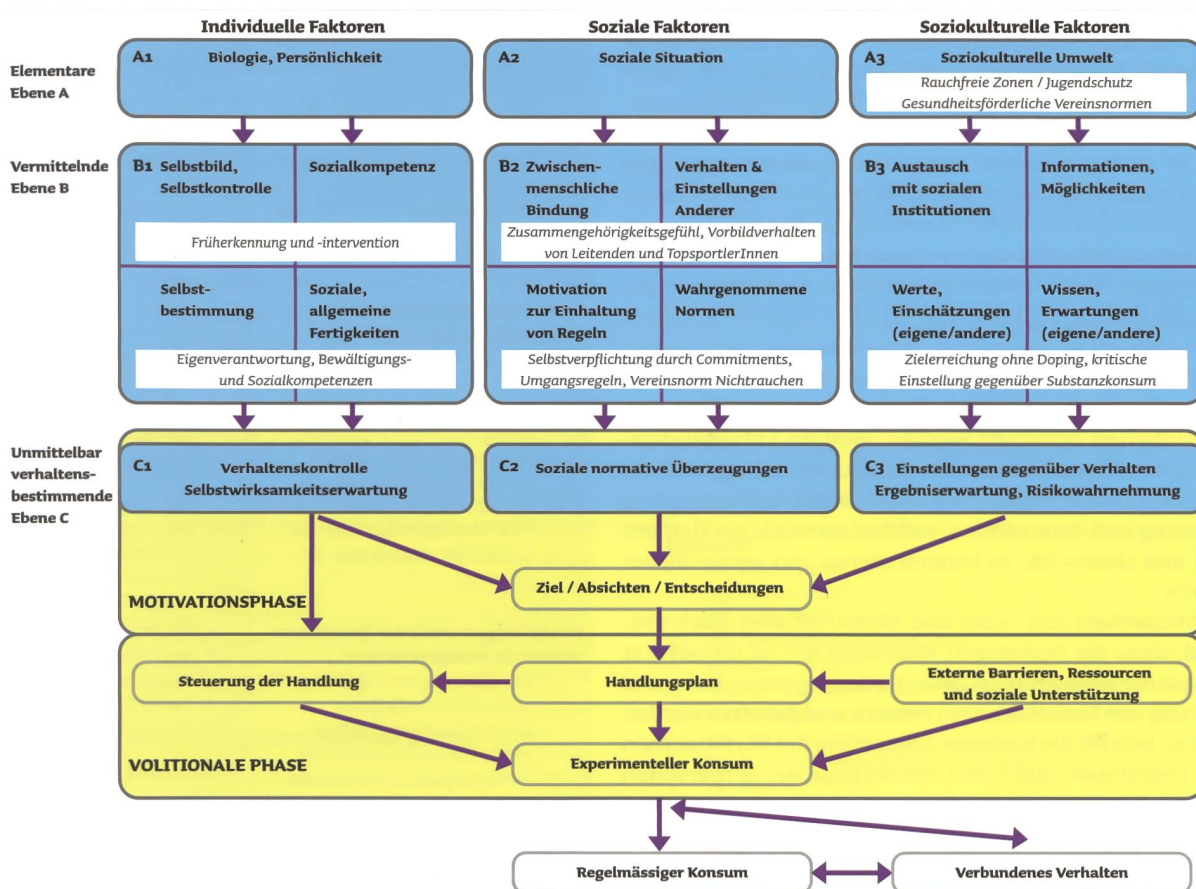 Individuelle Faktoren
Soziale Faktoren
Soziokulturelle Faktoren
Elementare
Ebene A
A1 Biologie, Persönlichkeit
A2 Soziale Situation
A3 Soziokulturelle Umwelt
Rauchfreie Zonen / Jugendschutz
Gesundheitsförderliche Vereinsnormen
Vermittelnde
Ebene B
B1 Selbstbild,
Selbstkontrolle
Sozialkompetenz
Früherkennung und -intervention
Selbst-
bestimmung
Soziale,
allgemeine
Fertigkeiten
Eigenverantwortung, Bewältigungs-
und Sozialkompetenzen
B2 Zwischen-
menschliche
Bindung
Verhalten &
Einstellungen
Anderer
Zusammengehörigkeitsgefühl, Vorbildverhalten
von Leitenden und TopsportlerInnen
Motivation
zur Einhaltung
von Regeln
Wahrgenommene
Normen
Selbstverpflichtung durch Commitments,
Umgangsregeln, Vereinsnorm Nichtrauchen
B3 Austausch
mit sozialen
Institutionen
Informationen,
Möglichkeiten
Werte,
Einschätzungen
(eigene/andere)
Wissen,
Erwartungen
(eigene/andere)
Zielerreichung ohne Doping, kritische
Einstellung gegenüber Substanzkonsum
Unmittelbar
verhaltens-
bestimmende
Ebene C
C1 Verhaltenskontrolle
Selbstwirksamkeitserwartung
C2 Soziale normative Überzeugungen
C3 Einstellungen gegenüber Verhalten
Ergebniserwartung, Risikowahrnehmung
Ziel / Absichten / Entscheidungen
MOTIVATIONSPHASE
Steuerung der Handlung
Handlungsplan
Externe Barrieren, Ressourcen
und soziale Unterstützung
Experimenteller Konsum
VOLITIONALE PHASE
Regelmässiger Konsum
Verbundenes Verhalten